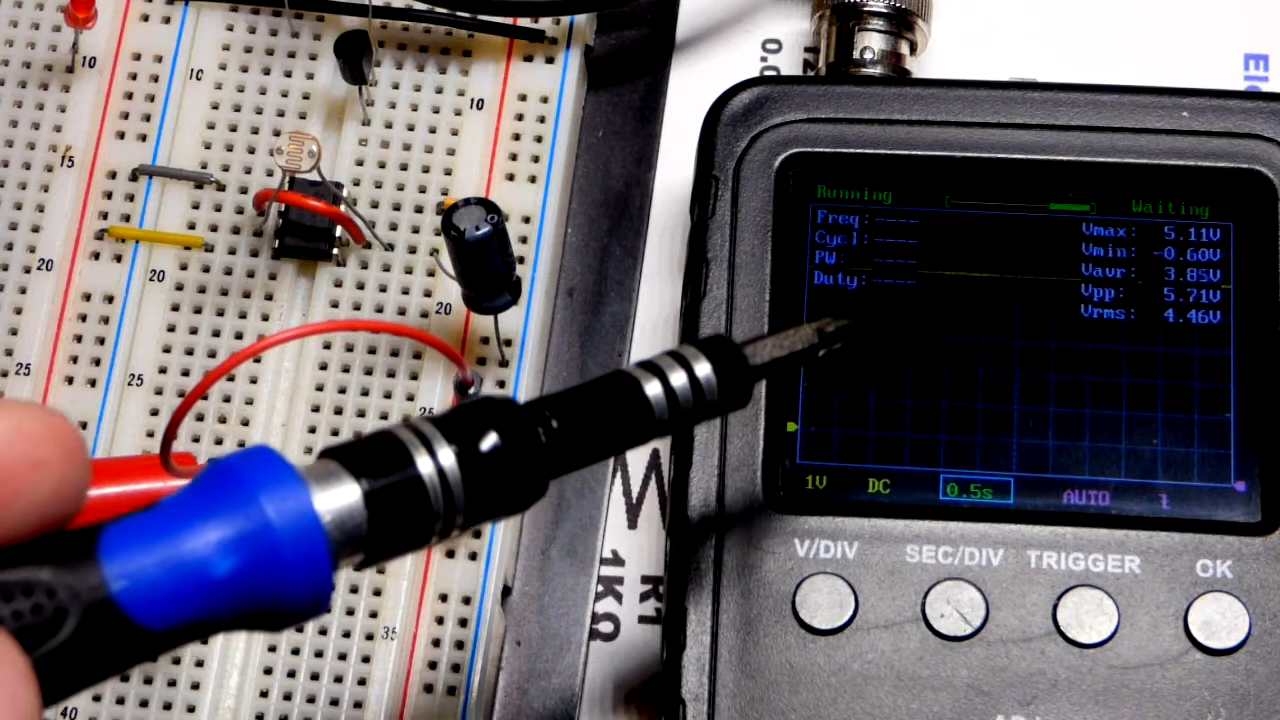 Running
Waiting
Freq:----
Cycl:----
PW: ----
Duty:----
Vmax: 5.11V
Vmin: -0.60V
Vavr: 3.85V
Vpp: 5.71V
Vrms: 4.46V
1V
DC
0.5s
AUTO
V/DIV
SEC/DIV
TRIGGER
OK
10
10
10
15
20
20
20
25
25
25
35
40
1KΩ
R1